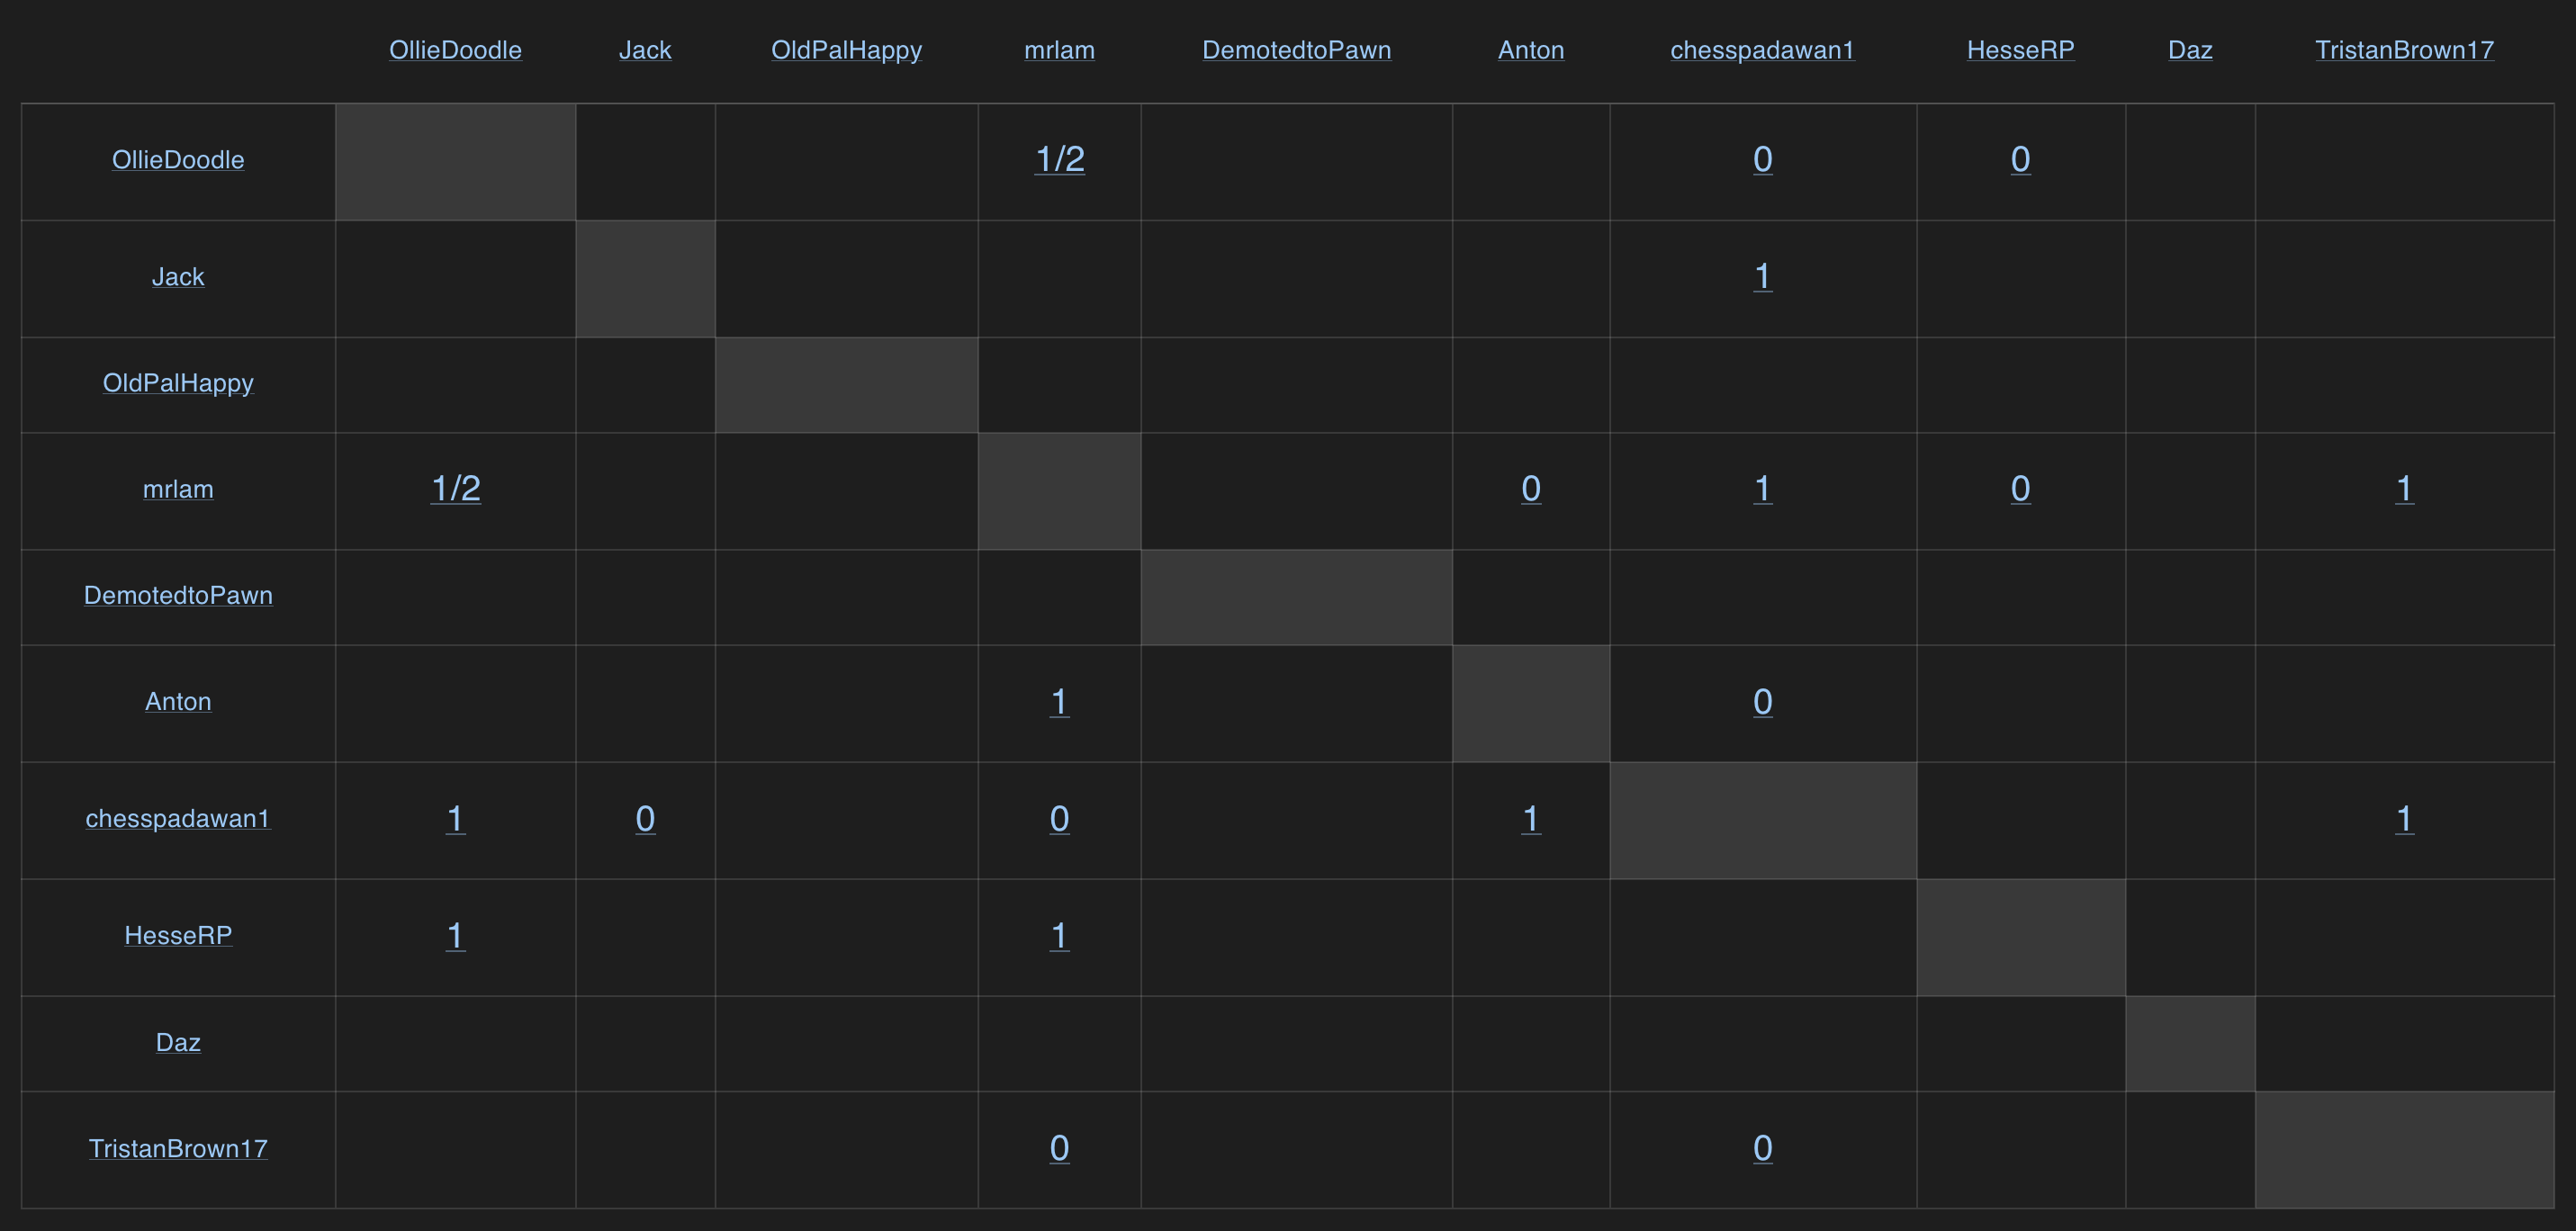 OllieDoodle Jack OldPalHappy mrlam DemotedtoPawn Anton chesspadawan1 HesseRP Daz TristanBrown17
OllieDoodle 1/2 0 0
Jack 1
OldPalHappy
mrlam 1/2 0 1 0 1
DemotedtoPawn
Anton 1 0
chesspadawan1 1 0 0 1 1
HesseRP 1 1
Daz
TristanBrown17 0 0